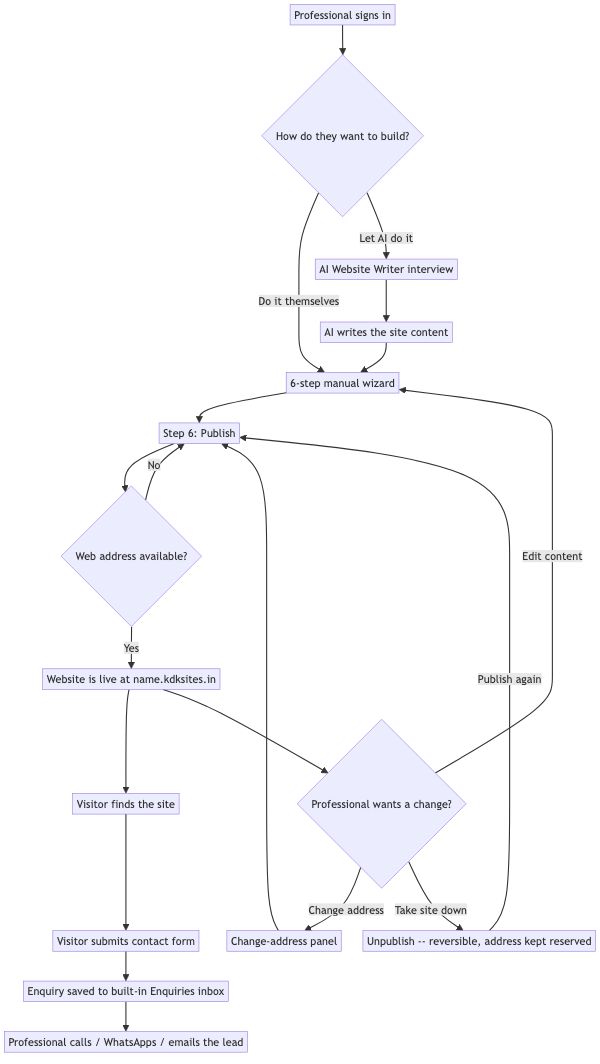 Professional signs in
How do they want to build?
Let AI do it
AI Website Writer interview
Do it themselves
AI writes the site content
6-step manual wizard
Step 6: Publish
No
Web address available?
Edit content
Yes
Website is live at name.kdksites.in
Publish again
Visitor finds the site
Professional wants a change?
Change address
Take site down
Visitor submits contact form
Change-address panel
Unpublish -- reversible, address kept reserved
Enquiry saved to built-in Enquiries inbox
Professional calls / WhatsApps / emails the lead